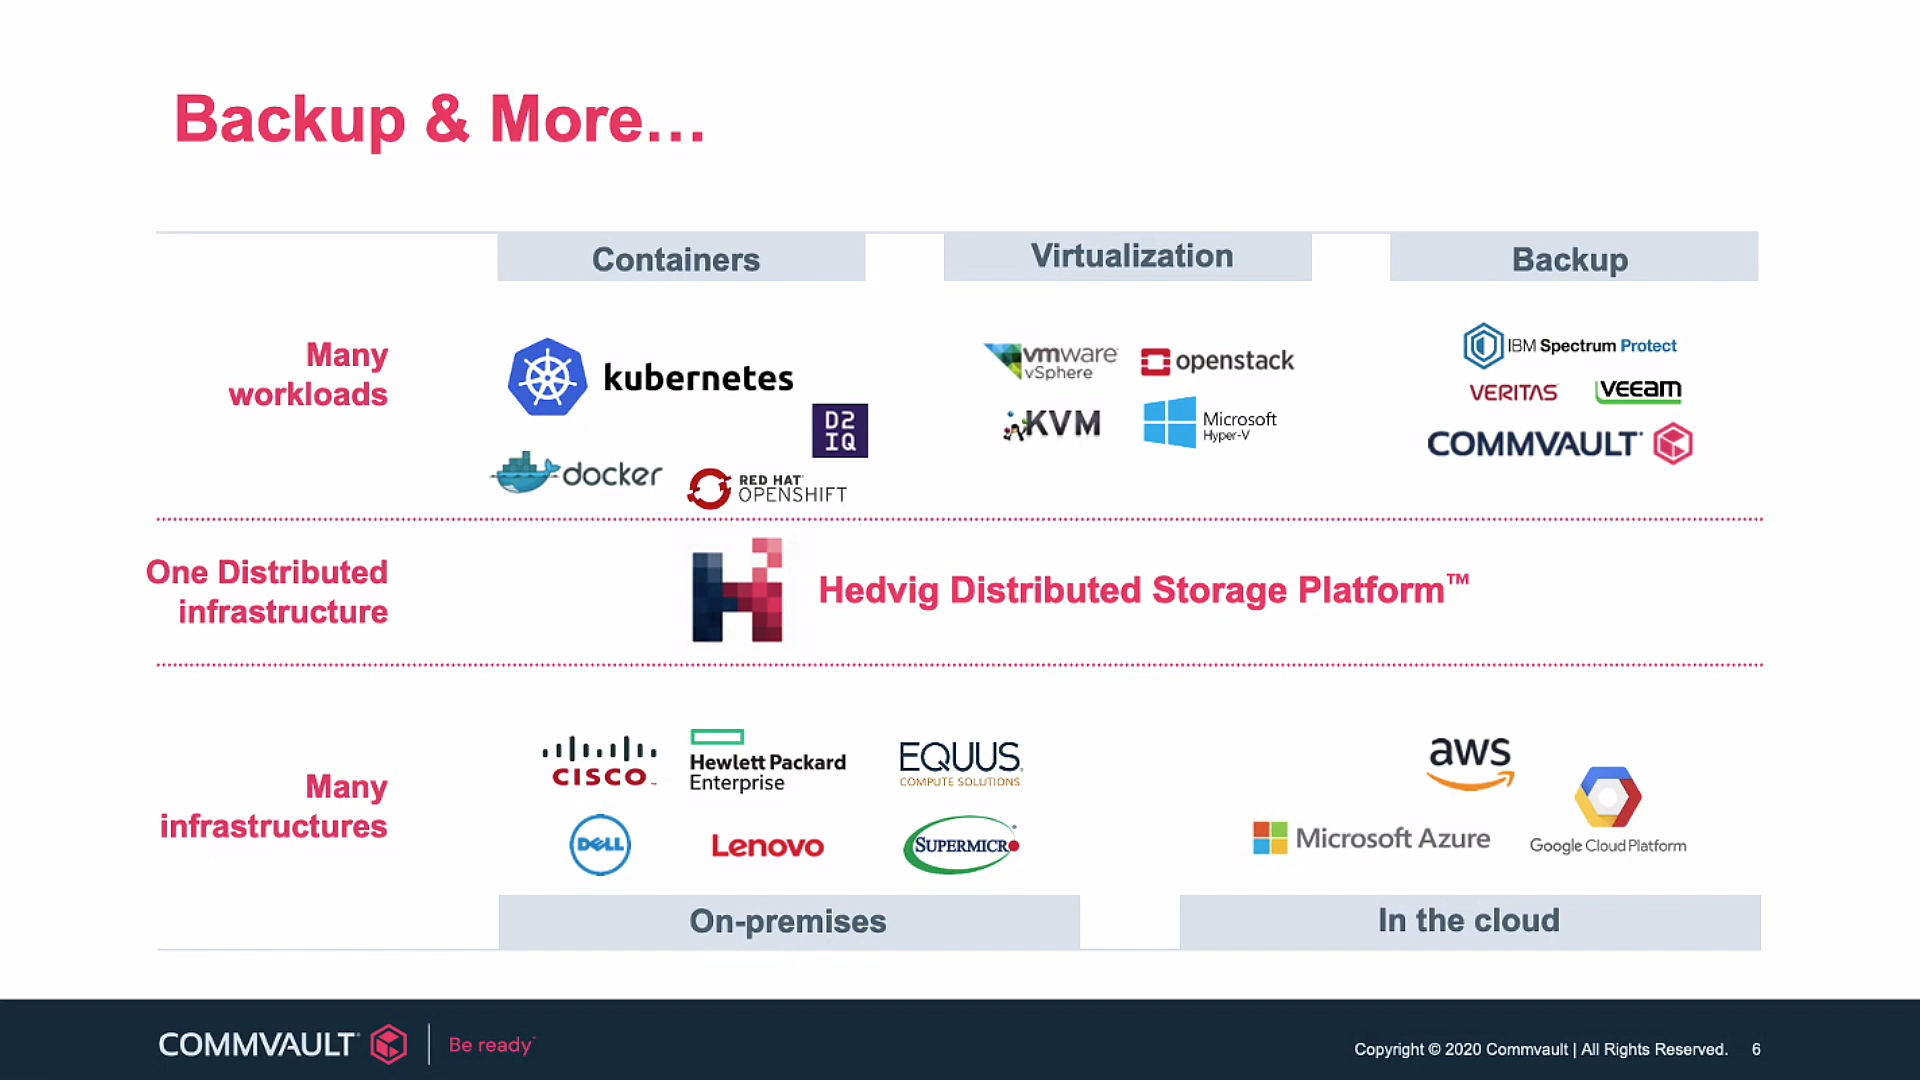 Backup & More…
Containers
Virtualization
Backup
Many
workloads
kubernetes
D2
IQ
docker
RED HAT
OPENSHIFT
vmware
vSphere
openstack
KVM
Microsoft
Hyper-V
IBM Spectrum Protect
VERITAS
veeam
COMMVAULT
One Distributed
infrastructure
H
Hedvig Distributed Storage Platform™
Many
infrastructures
CISCO
Hewlett Packard
Enterprise
EQUUS
COMPUTE SOLUTIONS
DELL
Lenovo
SUPERMICR
aws
Microsoft Azure
Google Cloud Platform
On-premises
In the cloud
COMMVAULT
Be ready
Copyright © 2020 Commvault | All Rights Reserved. 6